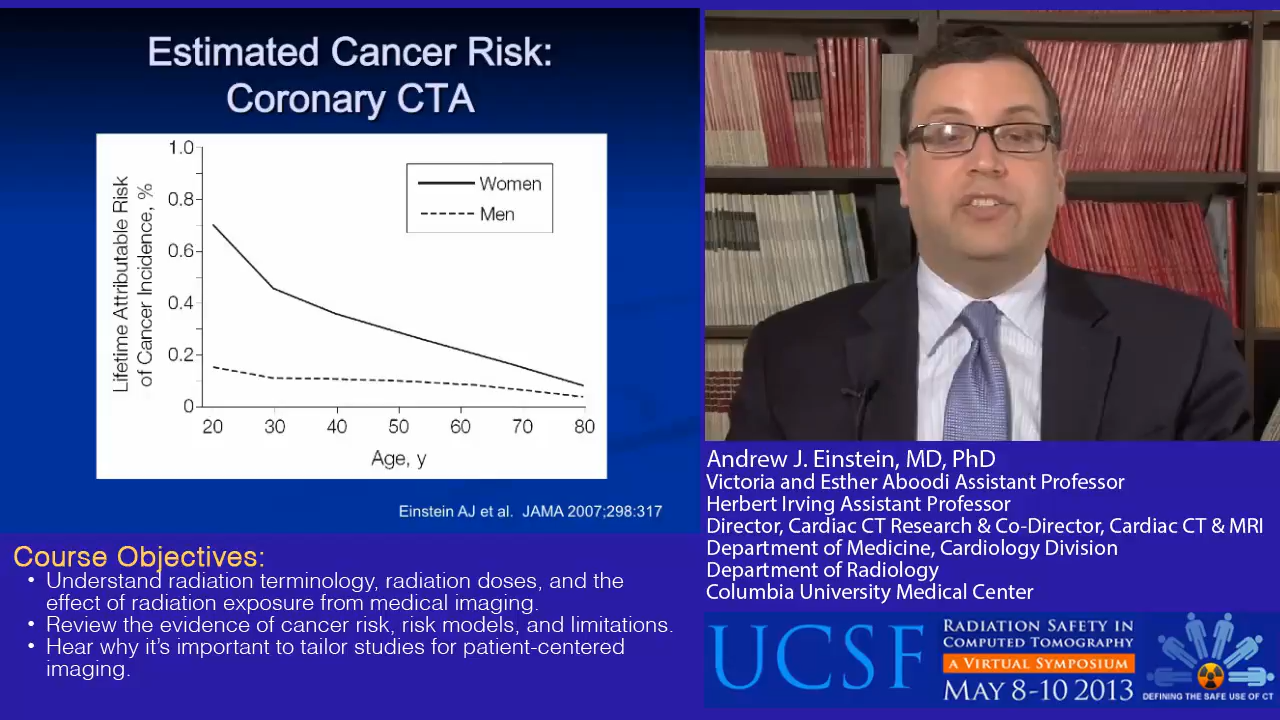 Estimated Cancer Risk:
Coronary CTA
Lifetime Attributable Risk
of Cancer Incidence, %
1.0
0.8
0.6
0.4
0.2
0
Women
Men
20 30 40 50 60 70 80
Age, y
Einstein AJ et al. JAMA 2007;298:317
Andrew J. Einstein, MD, PhD
Victoria and Esther Aboodi Assistant Professor
Herbert Irving Assistant Professor
Director, Cardiac CT Research & Co-Director, Cardiac CT & MRI
Department of Medicine, Cardiology Division
Department of Radiology
Columbia University Medical Center
Course Objectives:
• Understand radiation terminology, radiation doses, and the
effect of radiation exposure from medical imaging.
• Review the evidence of cancer risk, risk models, and limitations.
• Hear why it's important to tailor studies for patient-centered
imaging.
UCSF
RADIATION SAFETY IN
COMPUTED TOMOGRAPHY
A VIRTUAL SYMPOSIUM
MAY 8-10 2013
DEFINING THE SAFE USE OF CT